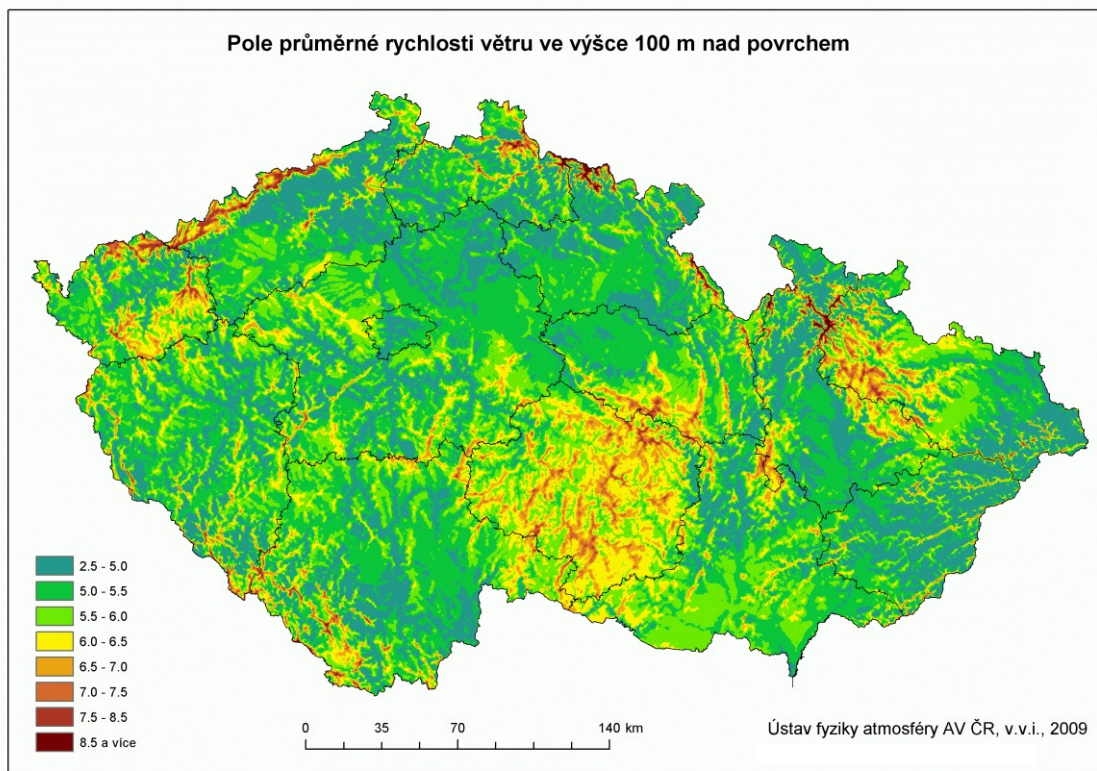 Pole průměrné rychlosti větru ve výšce 100 m nad povrchem
2.5 - 5.0
5.0 - 5.5
5.5 - 6.0
6.0 - 6.5
6.5 - 7.0
7.0 - 7.5
7.5 - 8.5
8.5 a více
0 35 70 140 km
Ústav fyziky atmosféry AV ČR, v.v.i., 2009